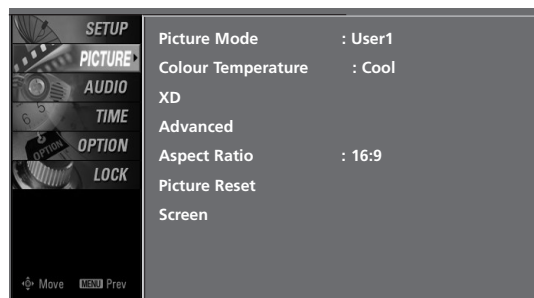 SETUP
PICTURE
AUDIO
TIME
OPTION
LOCK
Move MENU Prev
Picture Mode : User1
Colour Temperature : Cool
XD
Advanced
Aspect Ratio : 16:9
Picture Reset
Screen